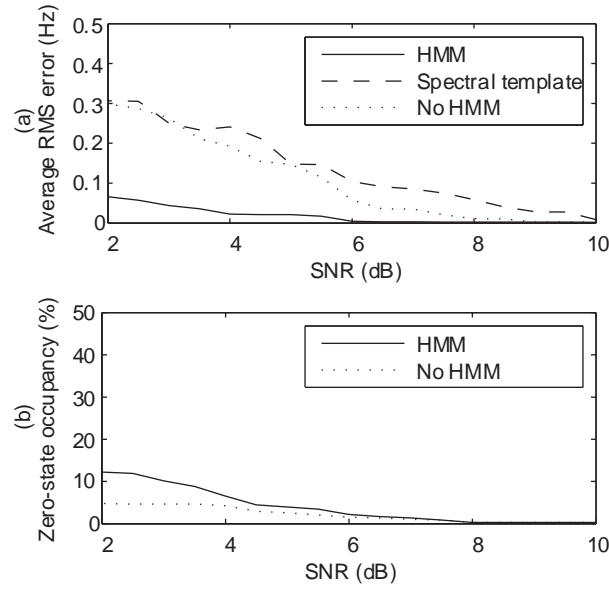 (a)
Average RMS error (Hz)
0.5
0.4
0.3
0.2
0.1
0
HMM
Spectral template
No HMM
2 4 6 8 10
SNR (dB)
(b)
Zero-state occupancy (%)
50
40
30
20
10
0
HMM
No HMM
2 4 6 8 10
SNR (dB)